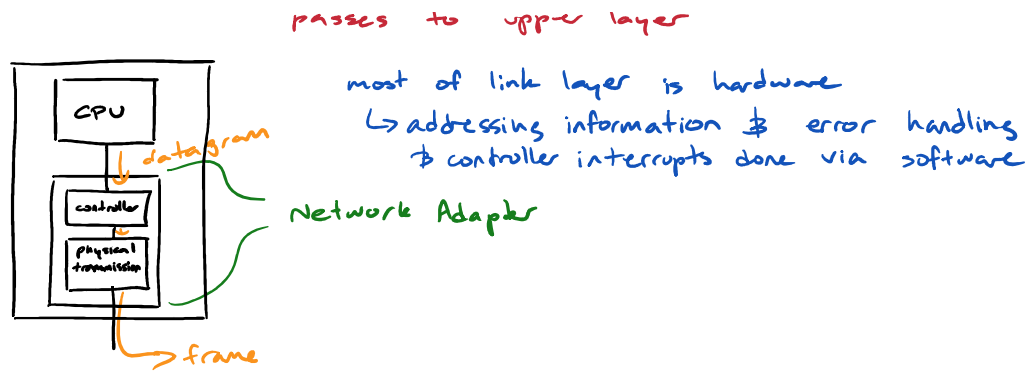 passes to upper layer
most of link layer is hardware
↳ addressing information & error handling
& controller interrupts done via software
CPU
datagram
controller
Network Adapter
physical
transmission
frame